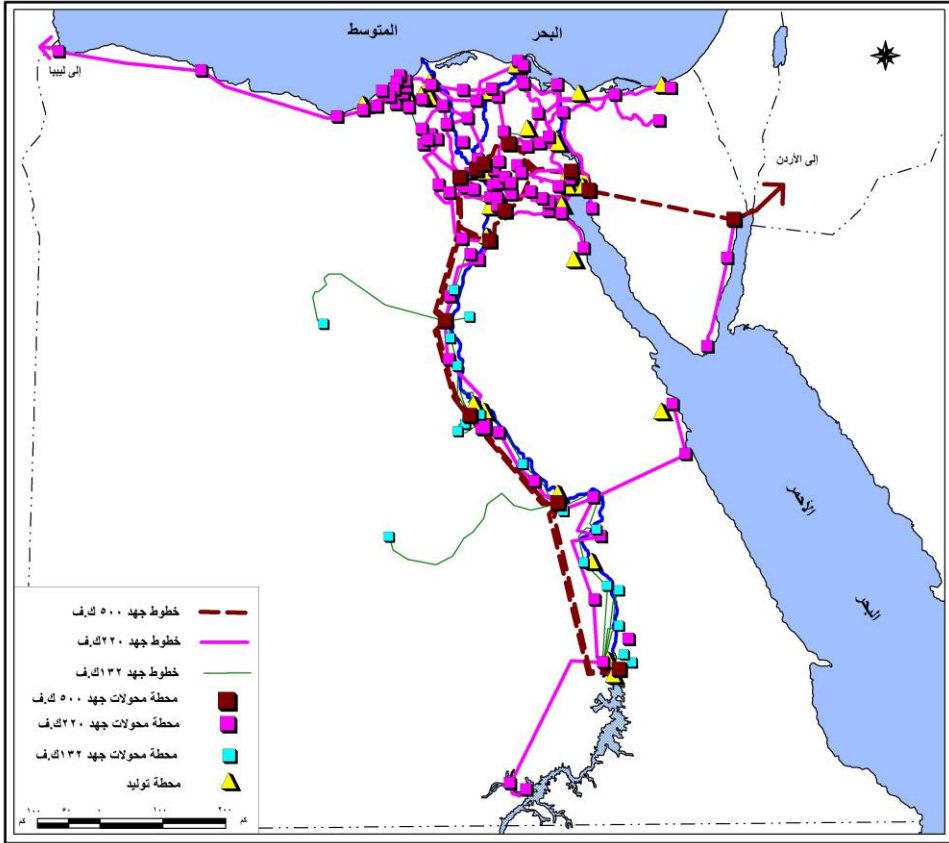 البحر
المتوسط
إلى ليبيا
إلى الأردن
الأحمر
البحر
خطوط جهد ٥٠٠ ك.ف
خطوط جهد ٢٢٠ك.ف
خطوط جهد ١٣٢ك.ف
محطة محولات جهد ٥٠٠ ك.ف
محطة محولات جهد ٢٢٠ك.ف
محطة محولات جهد ١٣٢ك.ف
محطة توليد
١٠٠ ٥٠ ٠ ١٠٠ ٢٠٠
كم